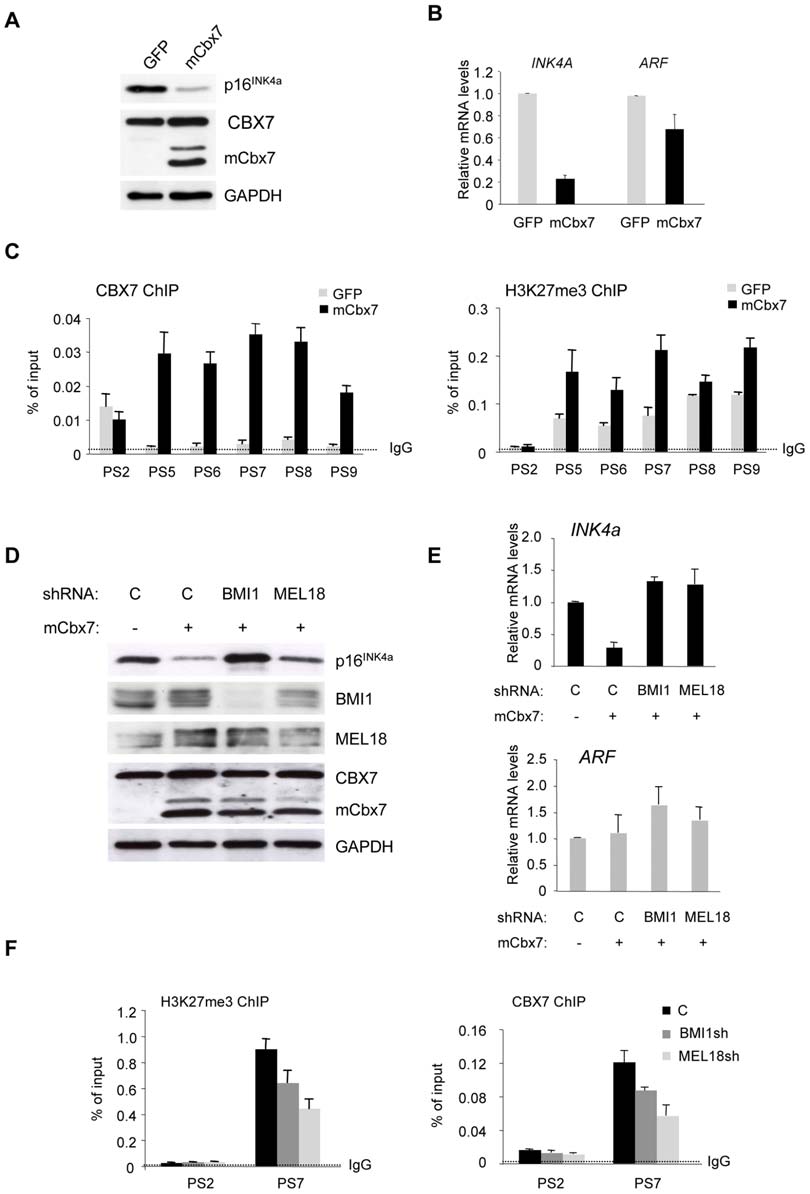 A
GFP
mCbx7
p16INK4a
CBX7
mCbx7
GAPDH
B
INK4A
ARF
Relative mRNA levels
1.2
1.0
0.8
0.6
0.4
0.2
0
GFP mCbx7 GFP mCbx7
C
CBX7 ChIP
GFP
mCbx7
% of input
0.04
0.03
0.02
0.01
0
IgG
PS2 PS5 PS6 PS7 PS8 PS9
H3K27me3 ChIP
GFP
mCbx7
% of input
0.3
0.2
0.1
0
IgG
PS2 PS5 PS6 PS7 PS8 PS9
D
shRNA: C C BMI1 MEL18
mCbx7: - + + +
p16INK4a
BMI1
MEL18
CBX7
mCbx7
GAPDH
E
INK4a
Relative mRNA levels
2.0
1.5
1.0
0.5
0
shRNA: C C BMI1 MEL18
mCbx7: - + + +
ARF
Relative mRNA levels
2.5
2.0
1.5
1.0
0.5
0
shRNA: C C BMI1 MEL18
mCbx7: - + + +
F
H3K27me3 ChIP
% of input
1.2
1.0
0.8
0.6
0.4
0.2
0
IgG
PS2 PS7
CBX7 ChIP
C
BMI1sh
MEL18sh
% of input
0.16
0.12
0.08
0.04
0
IgG
PS2 PS7